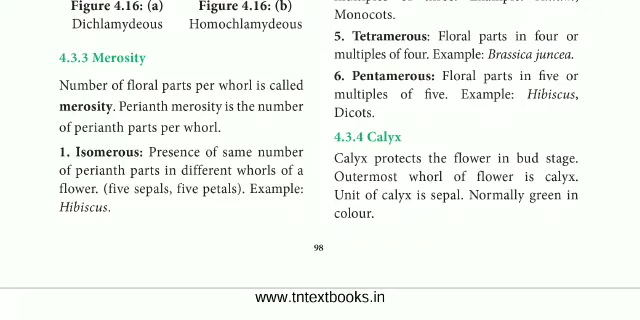 Figure 4.16: (a)
Dichlamydeous
Figure 4.16: (b)
Homochlamydeous
4.3.3 Merosity
Number of floral parts per whorl is called
merosity. Perianth merosity is the number
of perianth parts per whorl.
1. Isomerous: Presence of same number
of perianth parts in different whorls of a
flower. (five sepals, five petals). Example:
Hibiscus.
Monocots.
5. Tetramerous: Floral parts in four or
multiples of four. Example: Brassica juncea.
6. Pentamerous: Floral parts in five or
multiples of five. Example: Hibiscus,
Dicots.
4.3.4 Calyx
Calyx protects the flower in bud stage.
Outermost whorl of flower is calyx.
Unit of calyx is sepal. Normally green in
colour.
98
www.tntextbooks.in